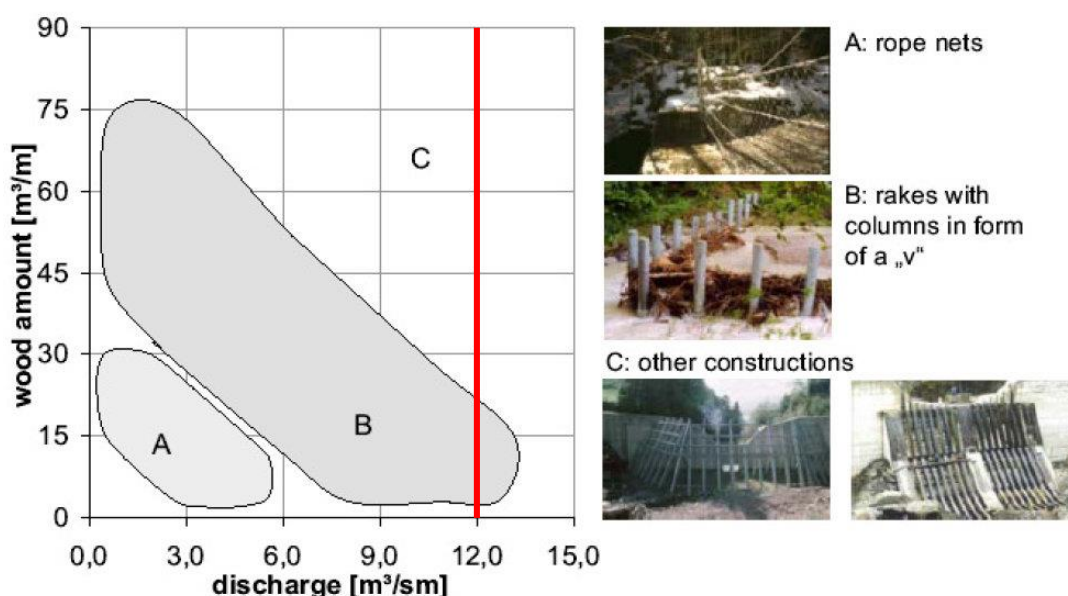 90
75
60
45
30
15
0
wood amount [m³/m]
0,0
3,0
6,0
9,0
12,0
15,0
discharge [m³/sm]
A
B
C
A: rope nets
B: rakes with
columns in form
of a „v“
C: other constructions